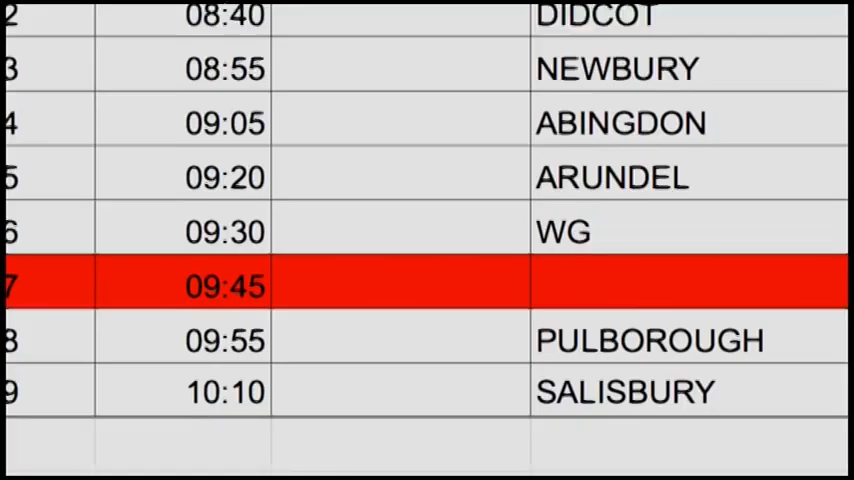 2 08:40 DIDCOT
3 08:55 NEWBURY
4 09:05 ABINGDON
5 09:20 ARUNDEL
6 09:30 WG
7 09:45
8 09:55 PULBOROUGH
9 10:10 SALISBURY